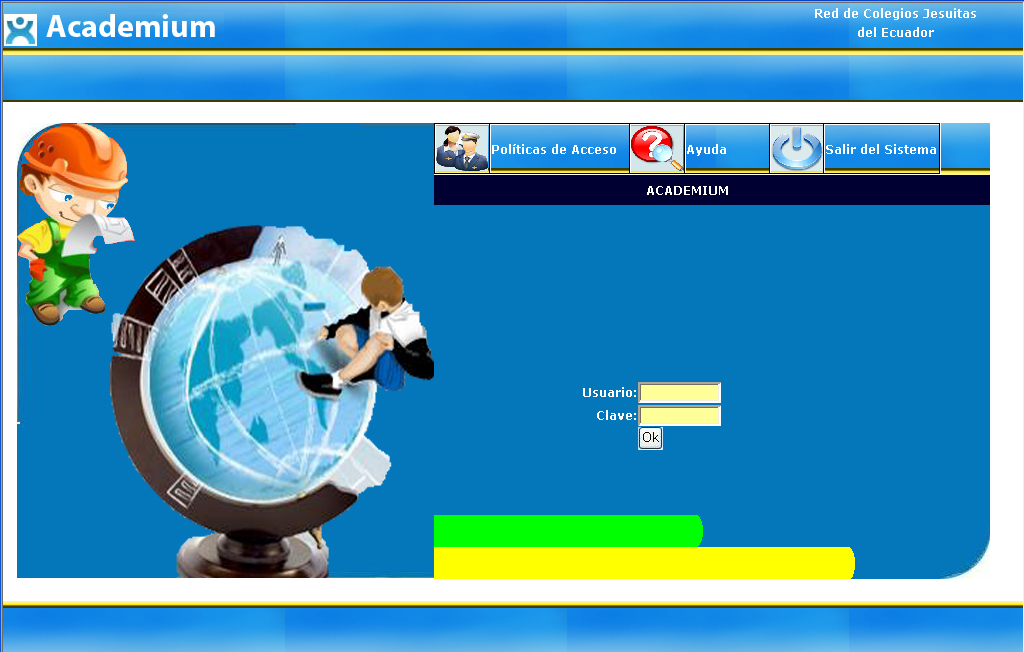 Academium
Red de Colegios Jesuitas
del Ecuador
Políticas de Acceso
Ayuda
Salir del Sistema
ACADEMIUM
Usuario:
Clave:
Ok